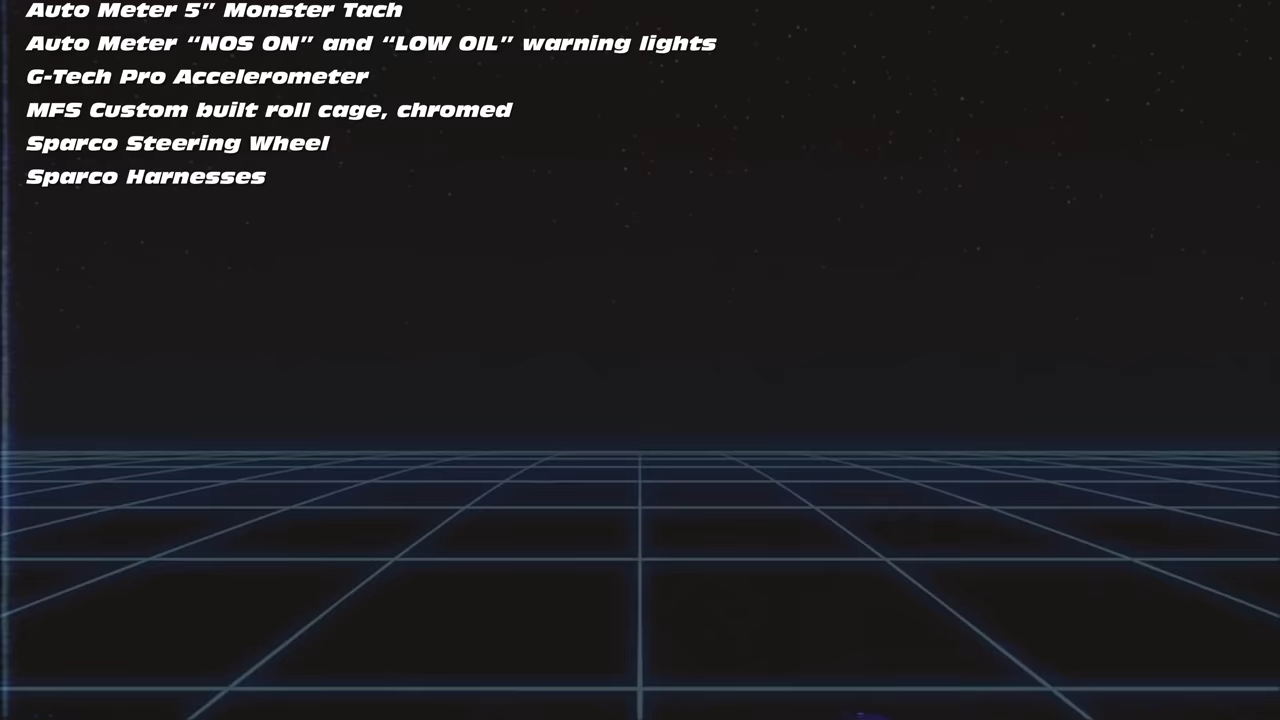 Auto Meter 5” Monster Tach
Auto Meter “NOS ON” and “LOW OIL” warning lights
G-Tech Pro Accelerometer
MFS Custom built roll cage, chromed
Sparco Steering Wheel
Sparco Harnesses